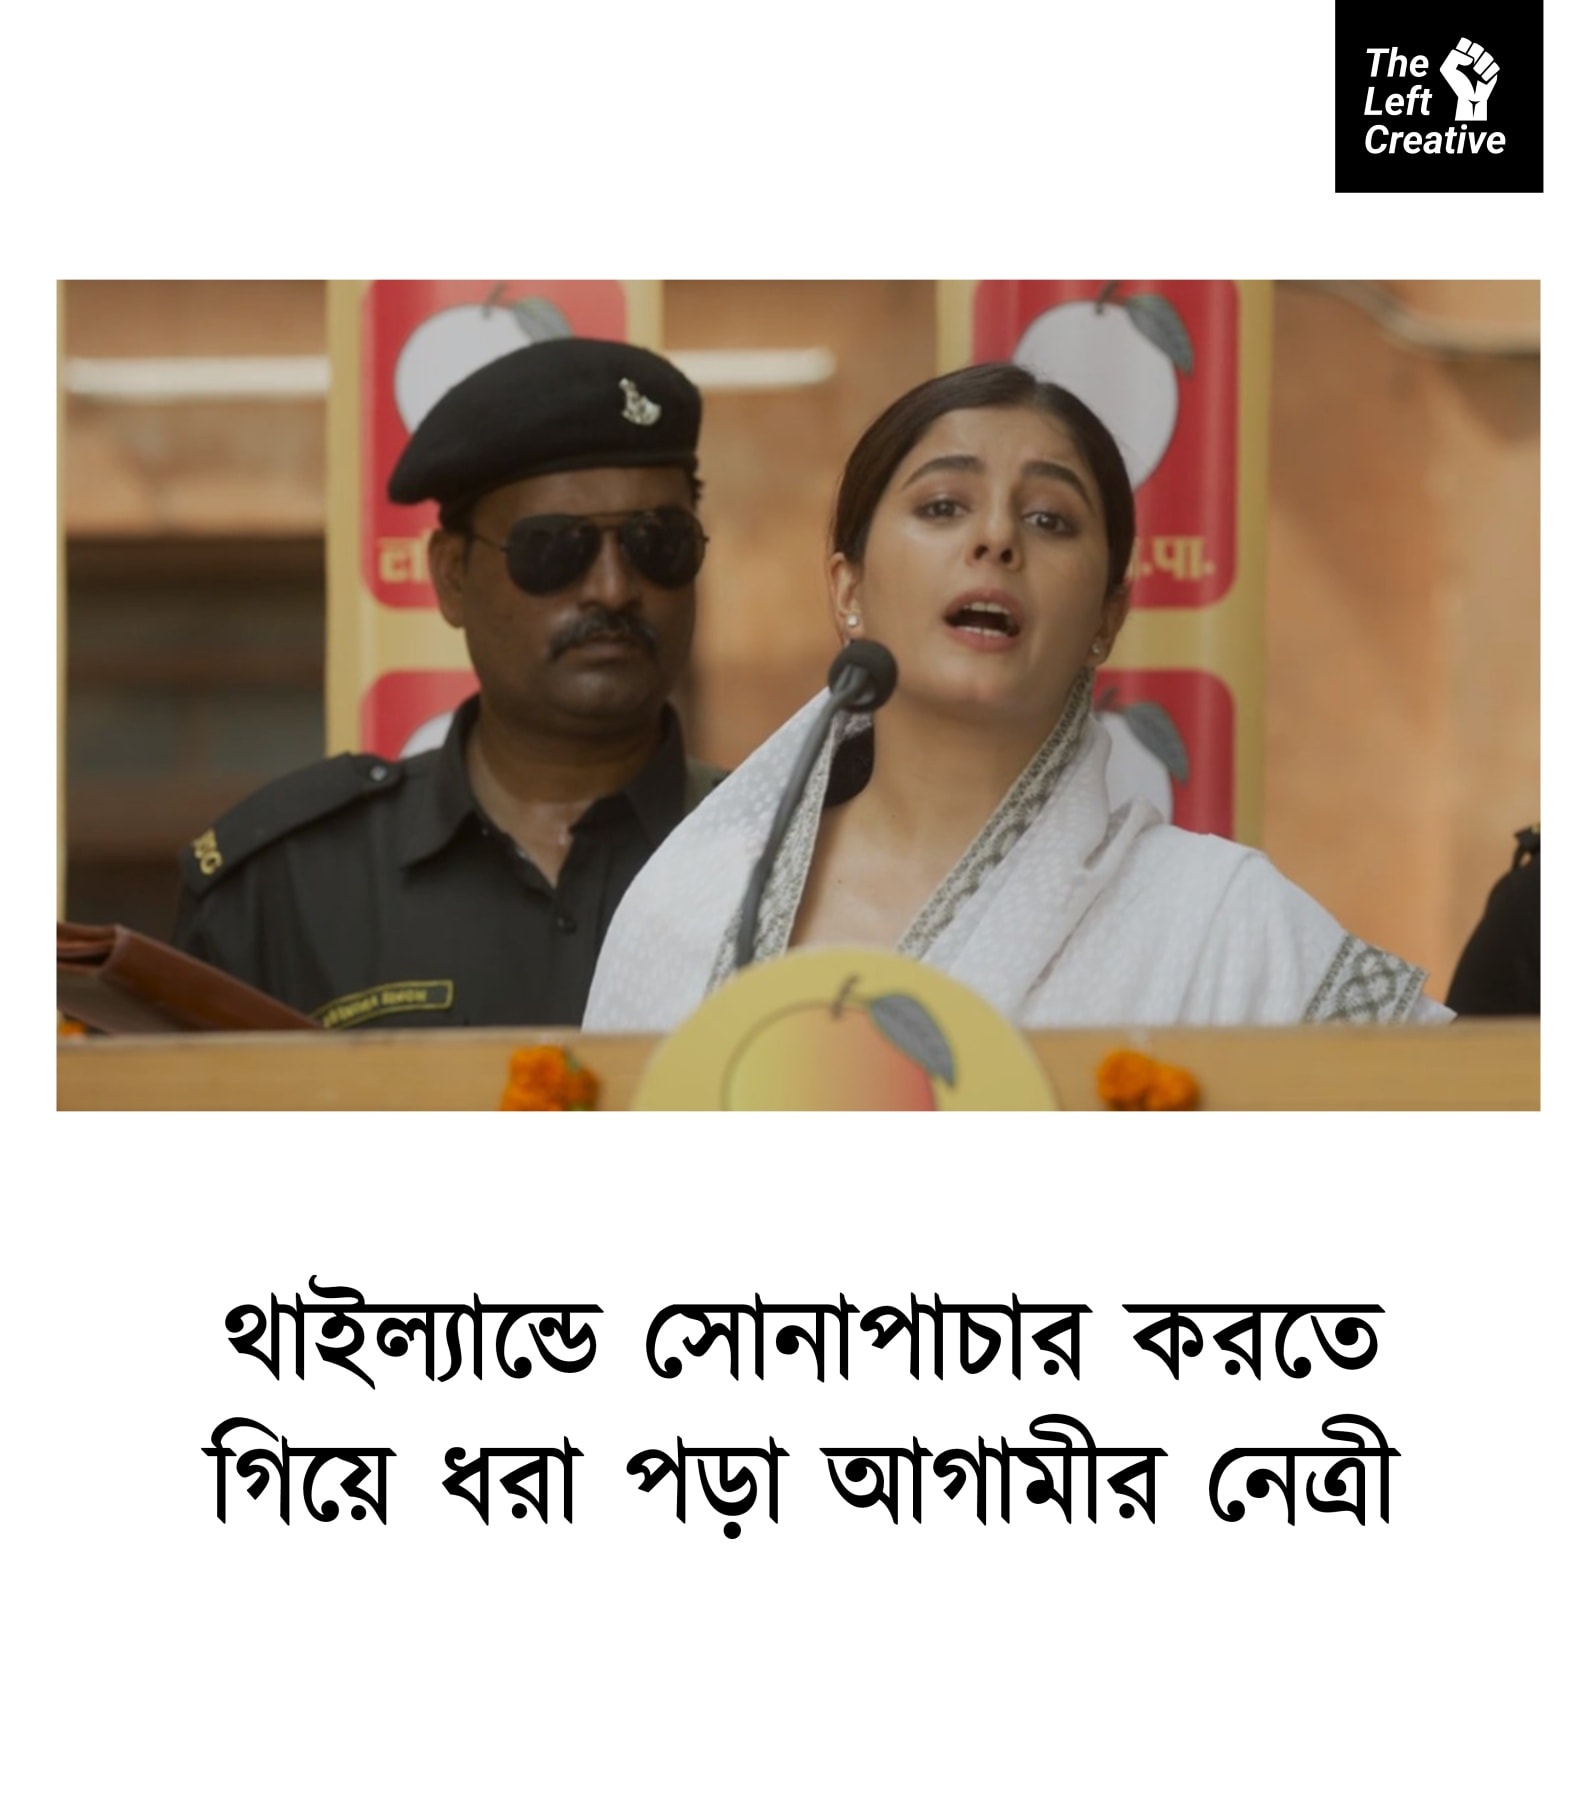 The
Left
Creative
.पा.
থাইল্যান্ডে সোনাপাচার করতে
গিয়ে ধরা পড়া আগামীর নেত্রী